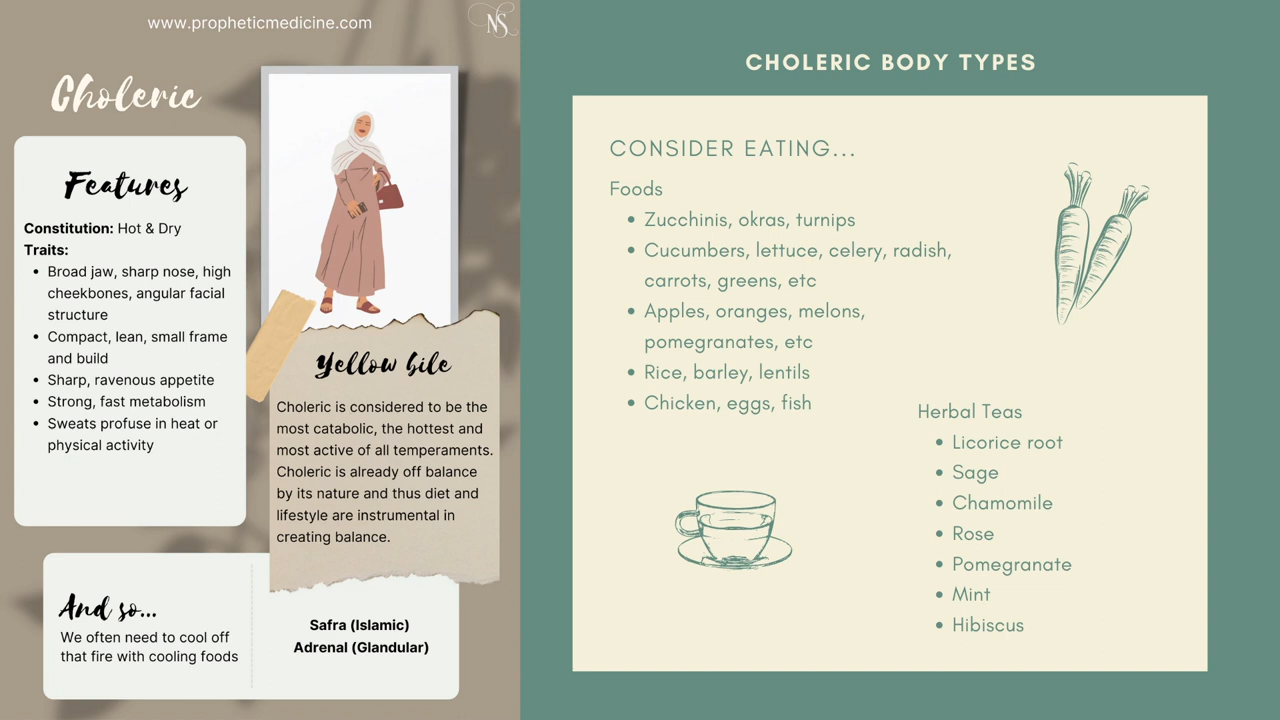 www.propheticmedicine.com
NS
Choleric
Features
Constitution: Hot & Dry
Traits:
• Broad jaw, sharp nose, high
cheekbones, angular facial
structure
• Compact, lean, small frame
and build
• Sharp, ravenous appetite
• Strong, fast metabolism
• Sweats profuse in heat or
physical activity
Yellow bile
Choleric is considered to be the
most catabolic, the hottest and
most active of all temperaments.
Choleric is already off balance
by its nature and thus diet and
lifestyle are instrumental in
creating balance.
And so...
We often need to cool off
that fire with cooling foods
Safra (Islamic)
Adrenal (Glandular)
CHOLERIC BODY TYPES
CONSIDER EATING...
Foods
• Zucchinis, okras, turnips
• Cucumbers, lettuce, celery, radish,
carrots, greens, etc
• Apples, oranges, melons,
pomegranates, etc
• Rice, barley, lentils
• Chicken, eggs, fish
Herbal Teas
• Licorice root
• Sage
• Chamomile
• Rose
• Pomegranate
• Mint
• Hibiscus